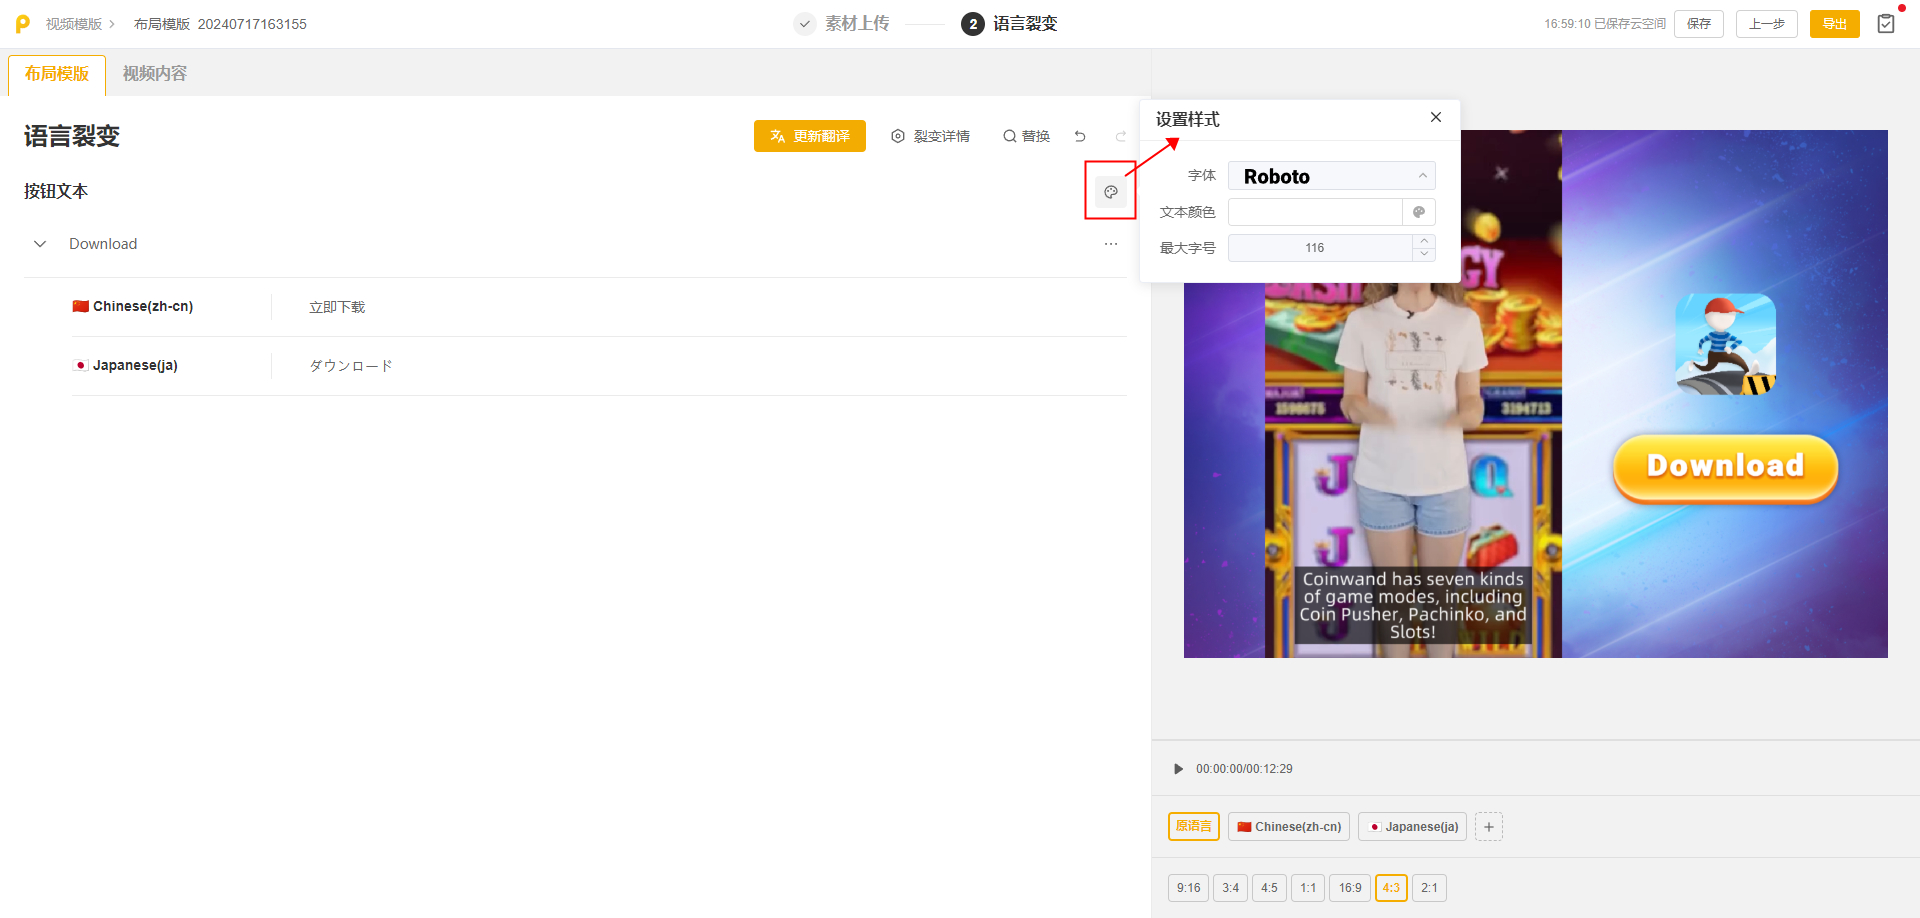 视频模版
布局模版 20240717163155
素材上传
2 语言裂变
16:59:10 已保存云空间
保存
上一步
导出
布局模版
视频内容
语言裂变
更新翻译
裂变详情
替换
按钮文本
Download
Chinese(zh-cn)
立即下载
Japanese(ja)
ダウンロード
设置样式
字体
Roboto
文本颜色
最大字号
116
GY
CASH
1598675
3194713
J
Q
J
WILD
Download
Coinwand has seven kinds
of game modes, including
Coin Pusher, Pachinko, and
Slots!
00:00:00/00:12:29
原语言
Chinese(zh-cn)
Japanese(ja)
9:16
3:4
4:5
1:1
16:9
4:3
2:1